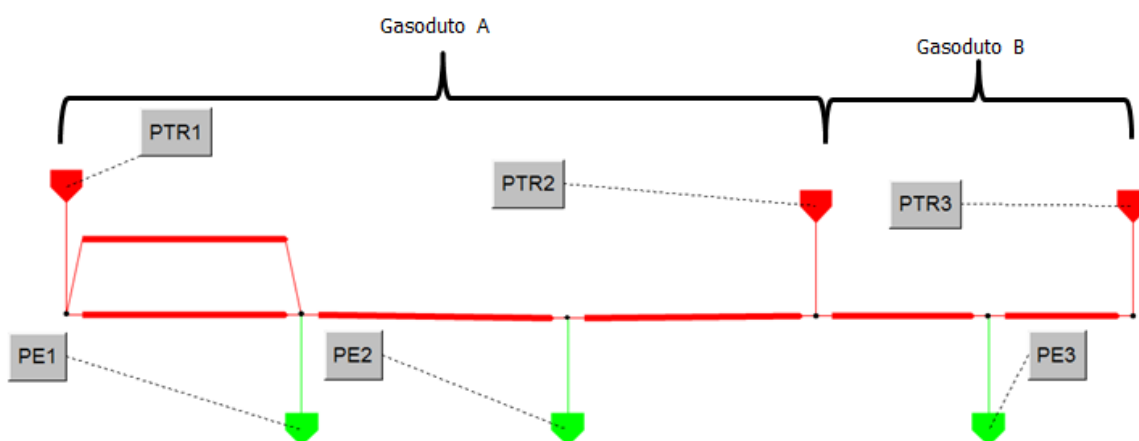 Gasoduto A
Gasoduto B
PTR1
PTR2
PTR3
PE1
PE2
PE3